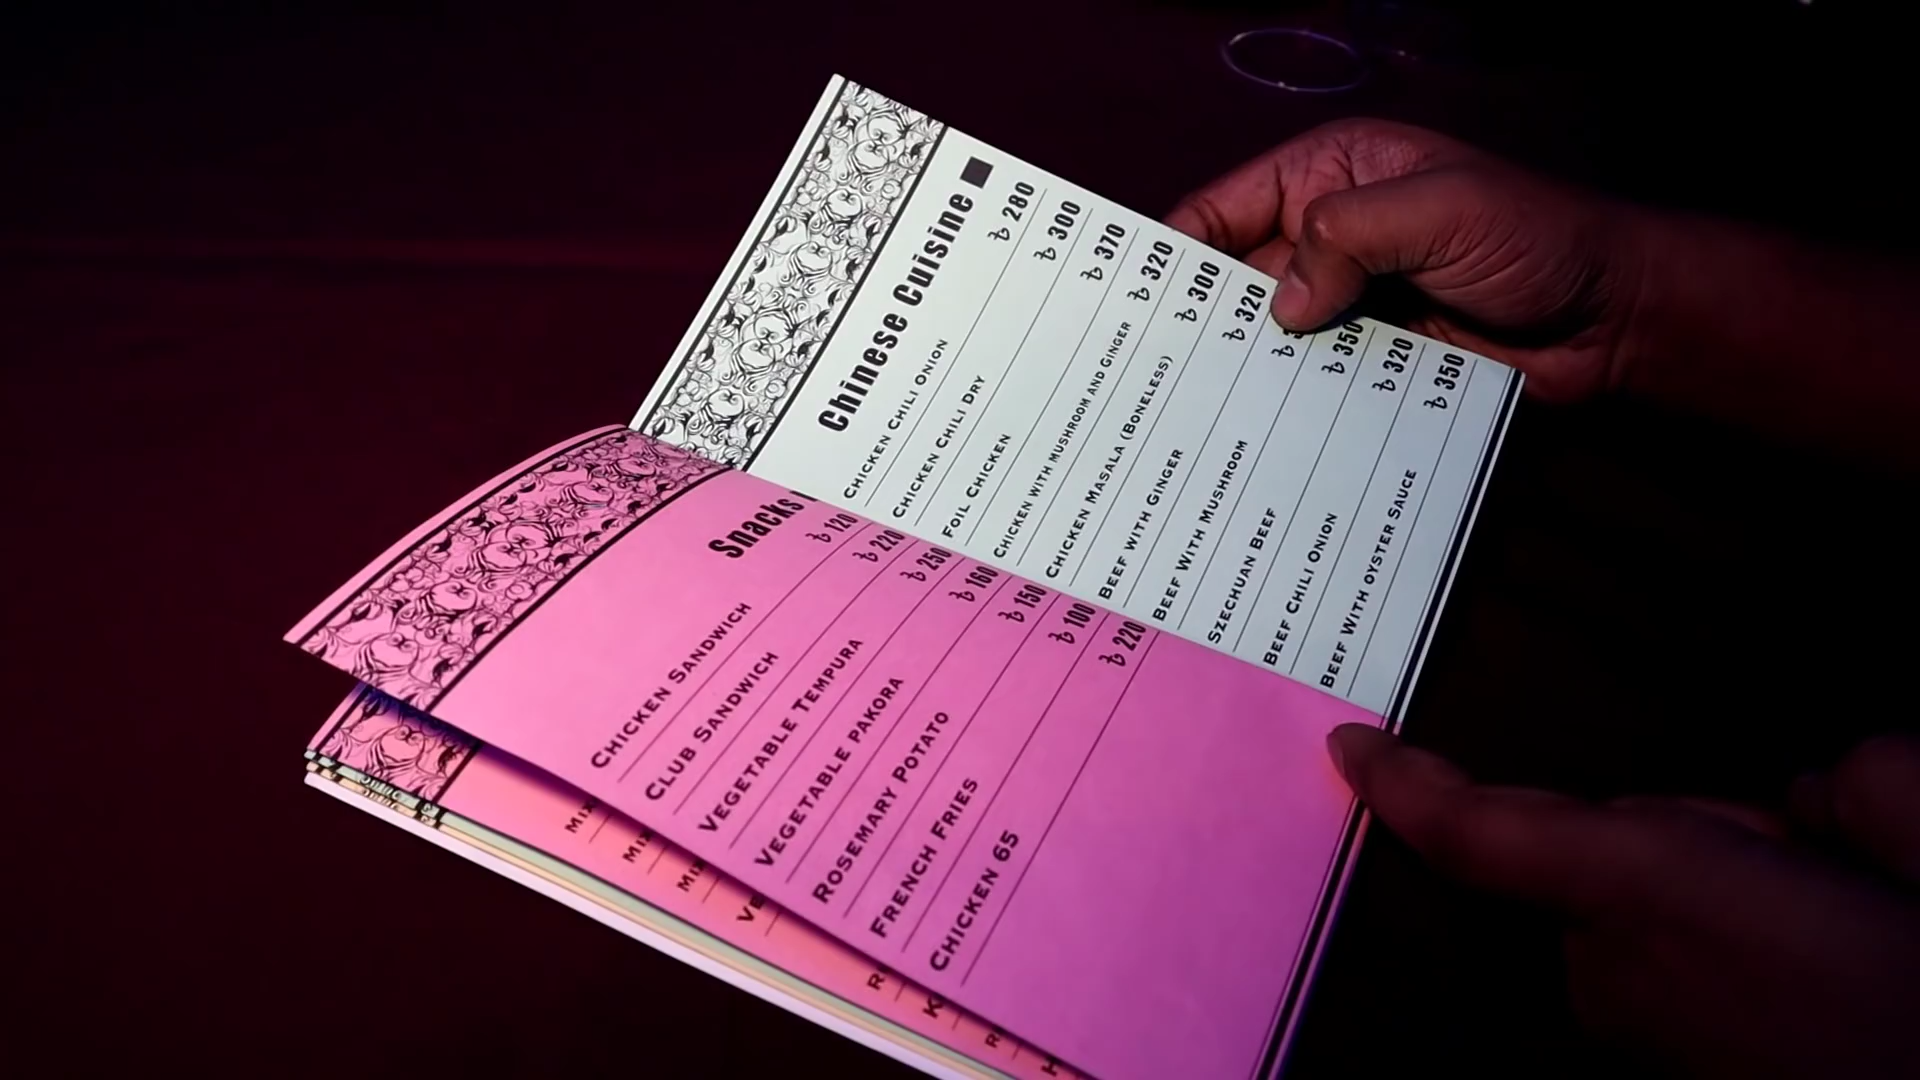 Chinese Cuisine
CHICKEN CHILI ONION ৳ 280
CHICKEN CHILI DRY ৳ 300
FOIL CHICKEN ৳ 370
CHICKEN WITH MUSHROOM AND GINGER ৳ 320
CHICKEN MASALA (BONELESS) ৳ 300
BEEF WITH GINGER ৳ 320
BEEF WITH MUSHROOM ৳
SZECHUAN BEEF ৳ 350
BEEF CHILI ONION ৳ 320
BEEF WITH OYSTER SAUCE ৳ 350
Snacks
CHICKEN SANDWICH ৳ 120
CLUB SANDWICH ৳ 220
VEGETABLE TEMPURA ৳ 250
VEGETABLE PAKORA ৳ 160
ROSEMARY POTATO ৳ 150
FRENCH FRIES ৳ 100
CHICKEN 65 ৳ 220